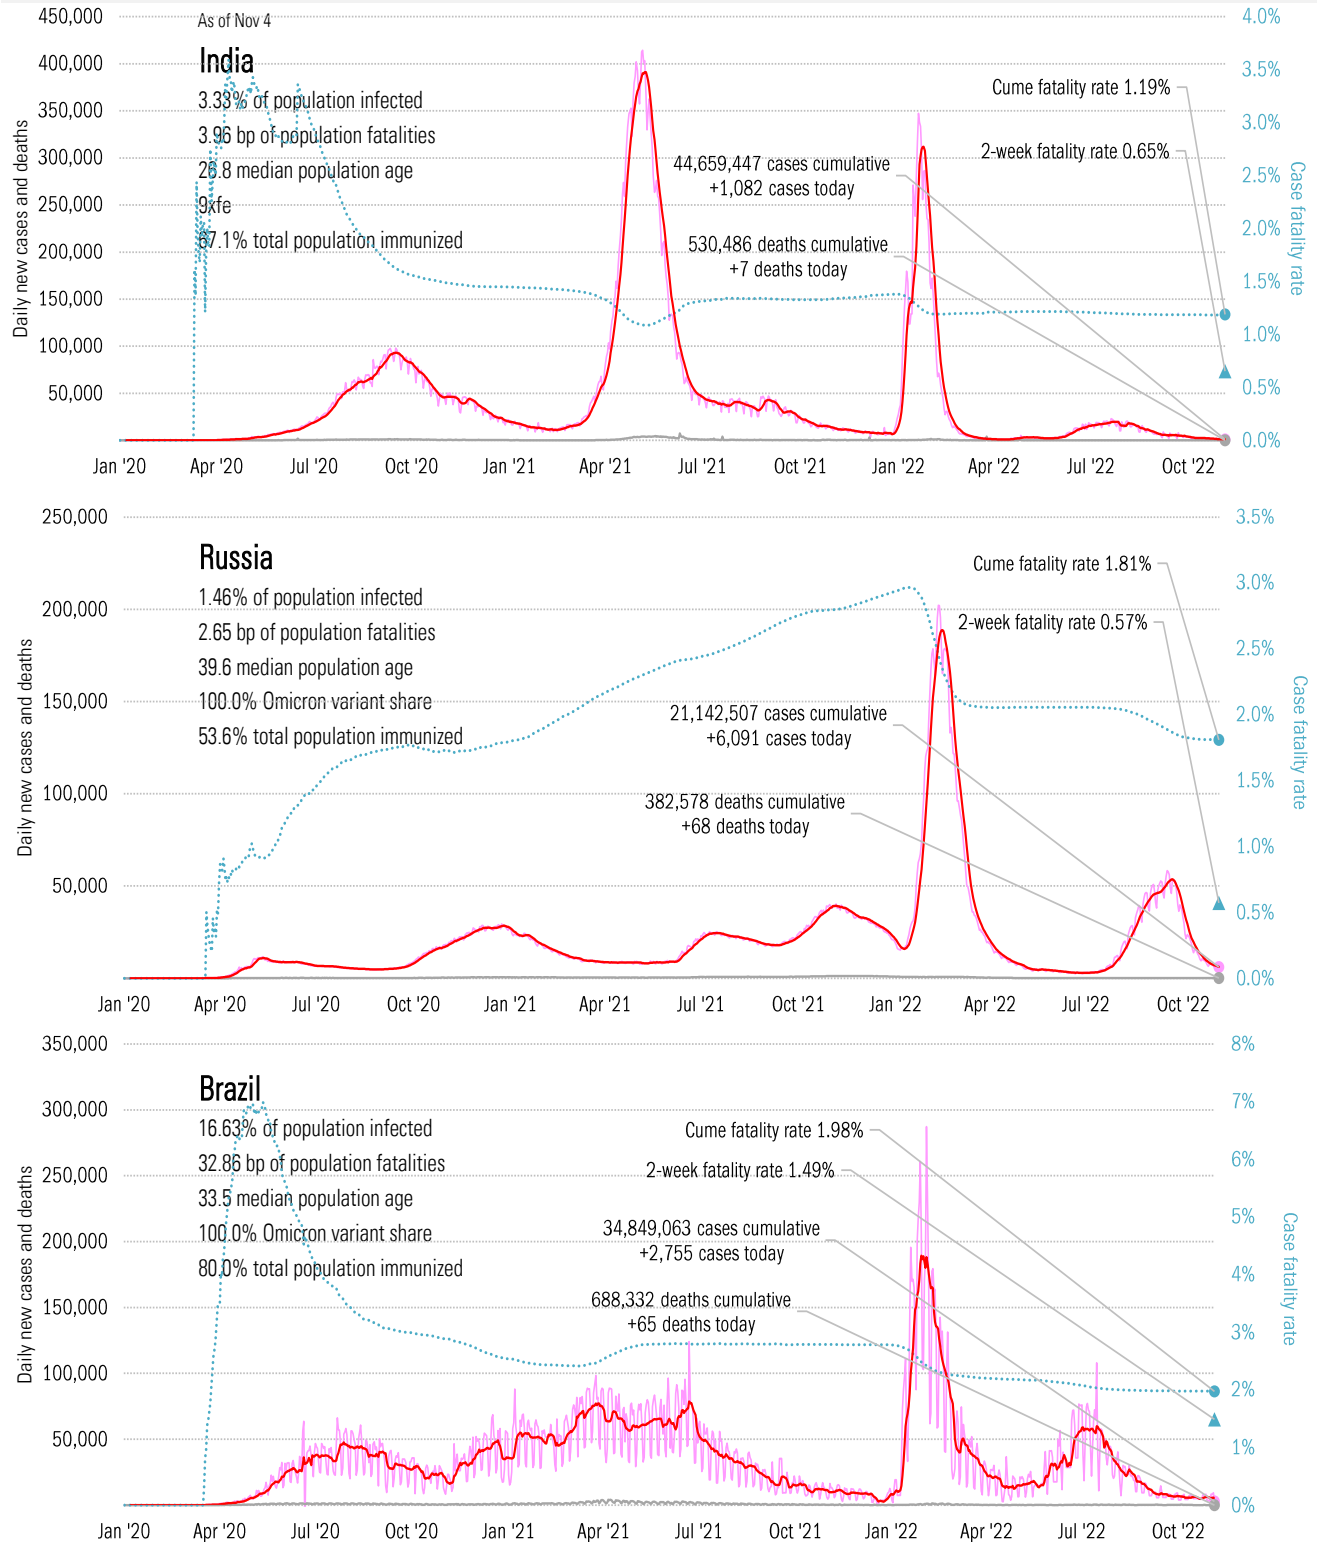 As of Nov 4
India
3.33% of population infected
3.96 bp of population fatalities
9xfe
67.1% total population immunized
Daily new cases and deaths
450,000
400,000
350,000
300,000
250,000
200,000
150,000
100,000
50,000
Cume fatality rate 1.19%
2-week fatality rate 0.65%
44,659,447 cases cumulative
+1,082 cases today
530,486 deaths cumulative
+7 deaths today
4.0%
3.5%
3.0%
2.5%
2.0%
1.5%
1.0%
0.5%
0.0%
Case fatality rate
Jan '20 Apr '20 Jul '20 Oct '20 Jan '21 Apr '21 Jul '21 Oct '21 Jan '22 Apr '22 Jul '22 Oct '22
Russia
1.46% of population infected
2.65 bp of population fatalities
39.6 median population age
100.0% Omicron variant share
53.6% total population immunized
Daily new cases and deaths
250,000
200,000
150,000
100,000
50,000
Cume fatality rate 1.81%
2-week fatality rate 0.57%
21,142,507 cases cumulative
+6,091 cases today
382,578 deaths cumulative
+68 deaths today
3.5%
3.0%
2.5%
2.0%
1.5%
1.0%
0.5%
0.0%
Case fatality rate
Jan '20 Apr '20 Jul '20 Oct '20 Jan '21 Apr '21 Jul '21 Oct '21 Jan '22 Apr '22 Jul '22 Oct '22
Brazil
16.63% of population infected
32.86 bp of population fatalities
33.5 median population age
100.0% Omicron variant share
80.0% total population immunized
Daily new cases and deaths
350,000
300,000
250,000
200,000
150,000
100,000
50,000
Cume fatality rate 1.98%
2-week fatality rate 1.49%
34,849,063 cases cumulative
+2,755 cases today
688,332 deaths cumulative
+65 deaths today
8%
7%
6%
5%
4%
3%
2%
1%
0%
Case fatality rate
Jan '20 Apr '20 Jul '20 Oct '20 Jan '21 Apr '21 Jul '21 Oct '21 Jan '22 Apr '22 Jul '22 Oct '22